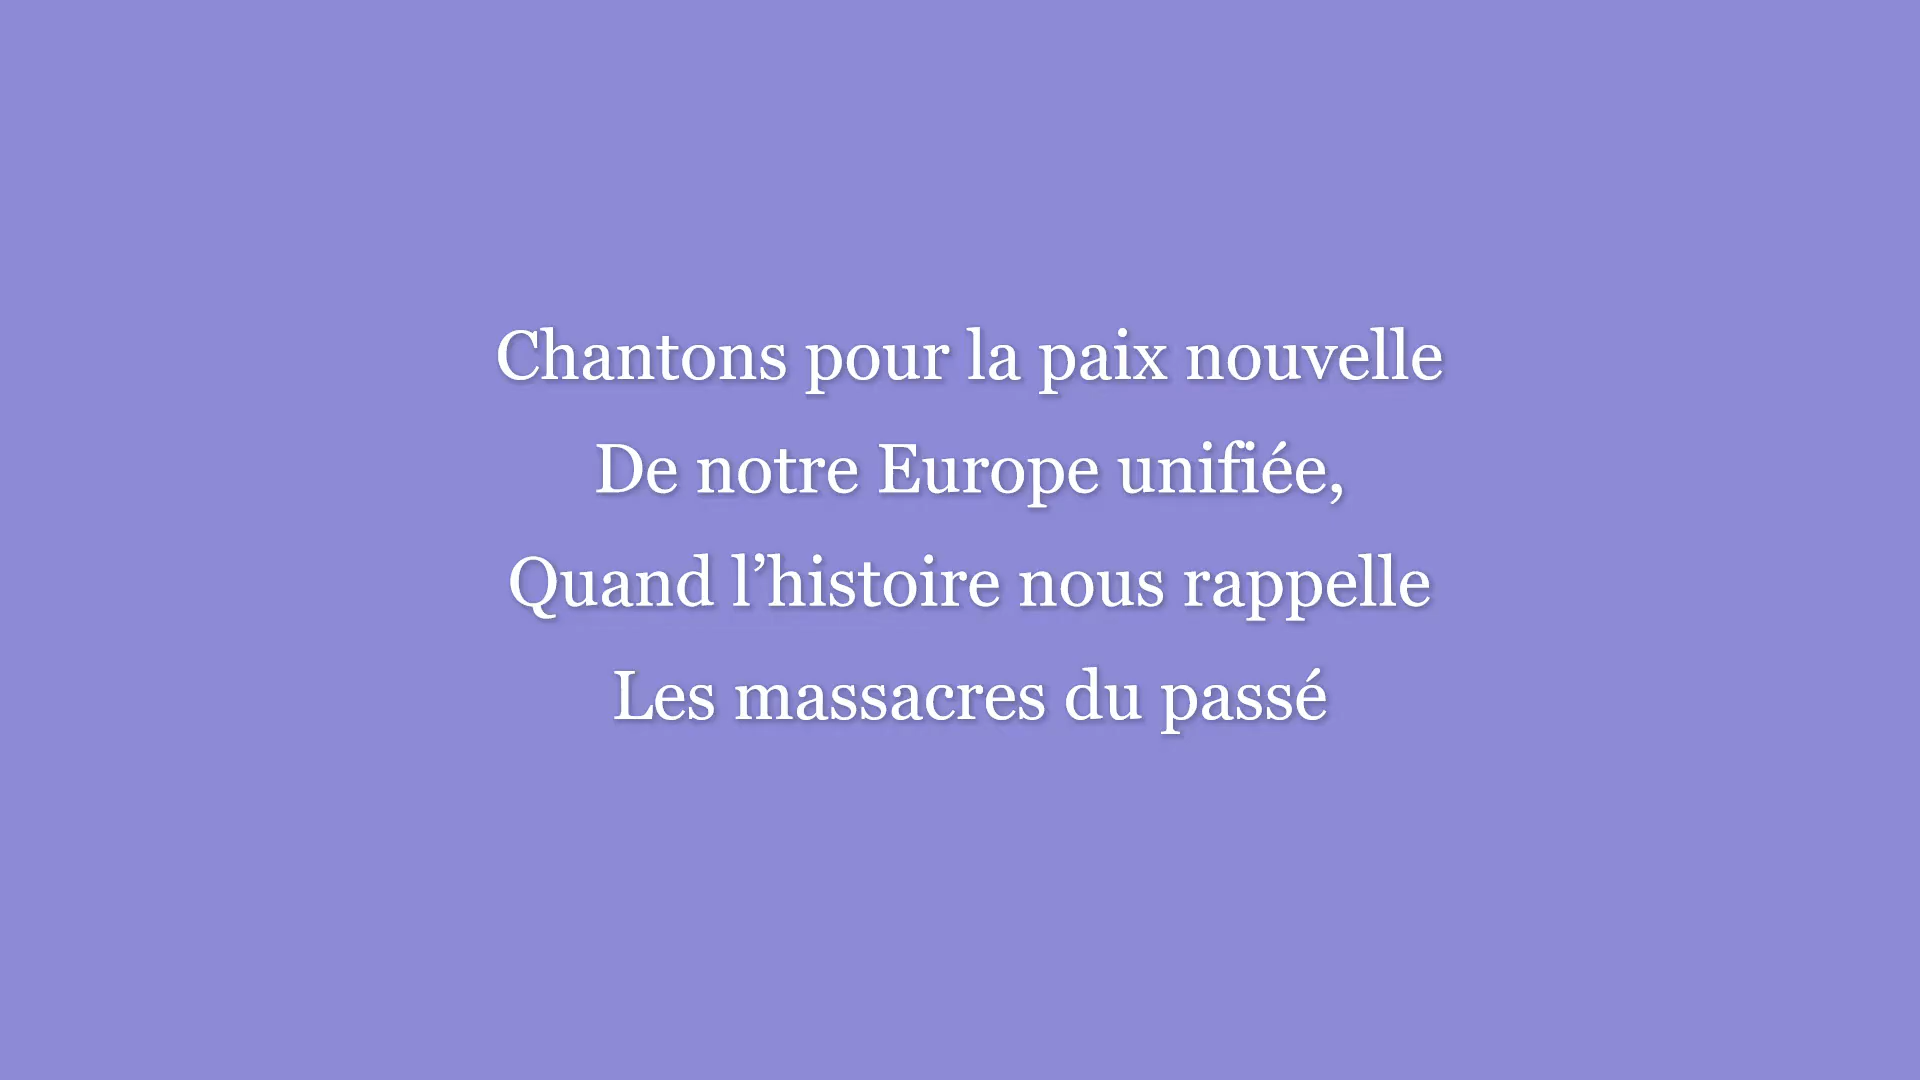 Chantons pour la paix nouvelle
De notre Europe unifiée,
Quand l’histoire nous rappelle
Les massacres du passé